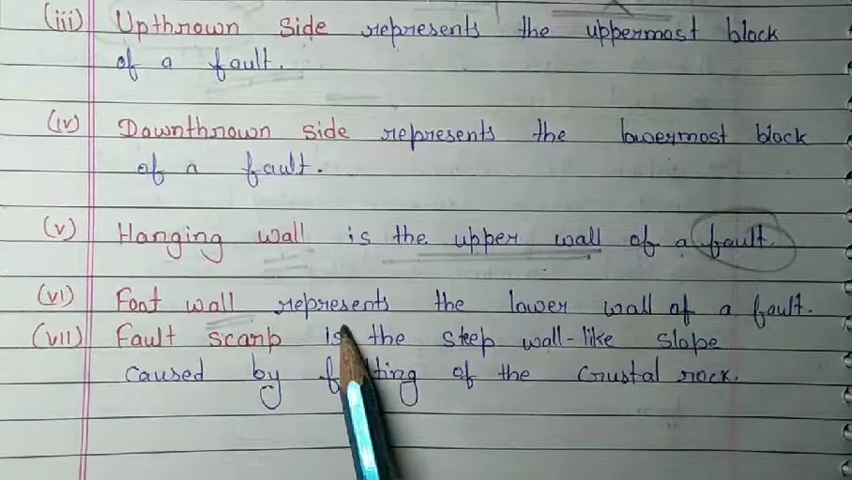 (iii) Upthrown side represents the uppermost block
of a fault.
(iv) Downthrown side represents the lowermost block
of a fault.
(v) Hanging wall is the upper wall of a fault.
(vi) Foot wall represents the lower wall of a fault.
(vii) Fault scarp is the steep wall-like slope
caused by of the crustal rock.